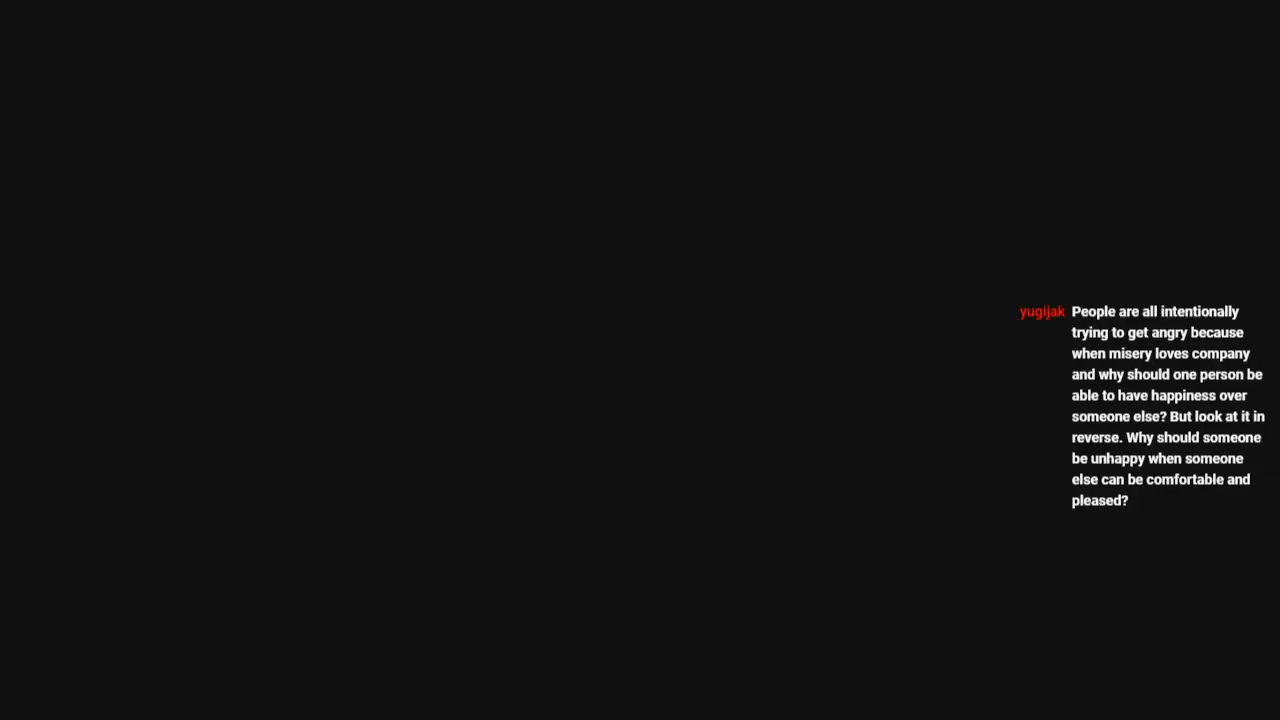 yugijak People are all intentionally
trying to get angry because
when misery loves company
and why should one person be
able to have happiness over
someone else? But look at it in
reverse. Why should someone
be unhappy when someone
else can be comfortable and
pleased?